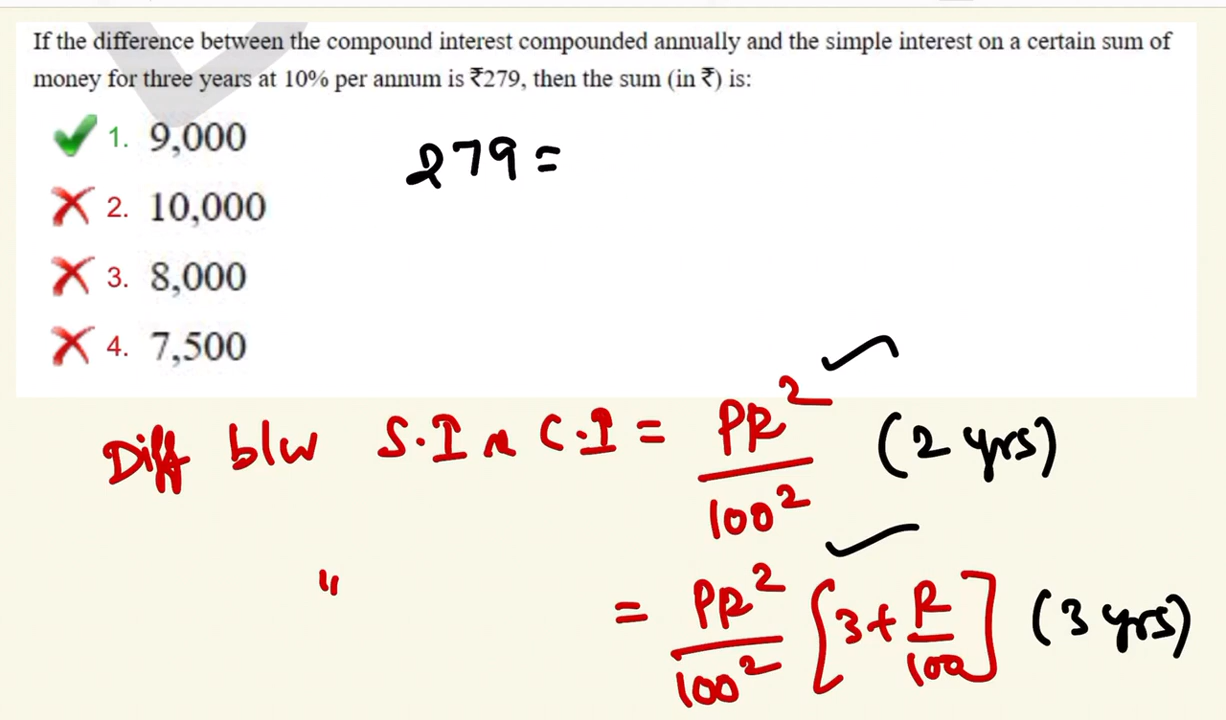 If the difference between the compound interest compounded annually and the simple interest on a certain sum of
money for three years at 10% per annum is ₹279, then the sum (in ₹) is:
1. 9,000
279 =
2. 10,000
3. 8,000
4. 7,500
Diff b/w S.I n C.I = PR²/100² (2 yrs)
" = PR²/100² [3 + R/100] (3 yrs)